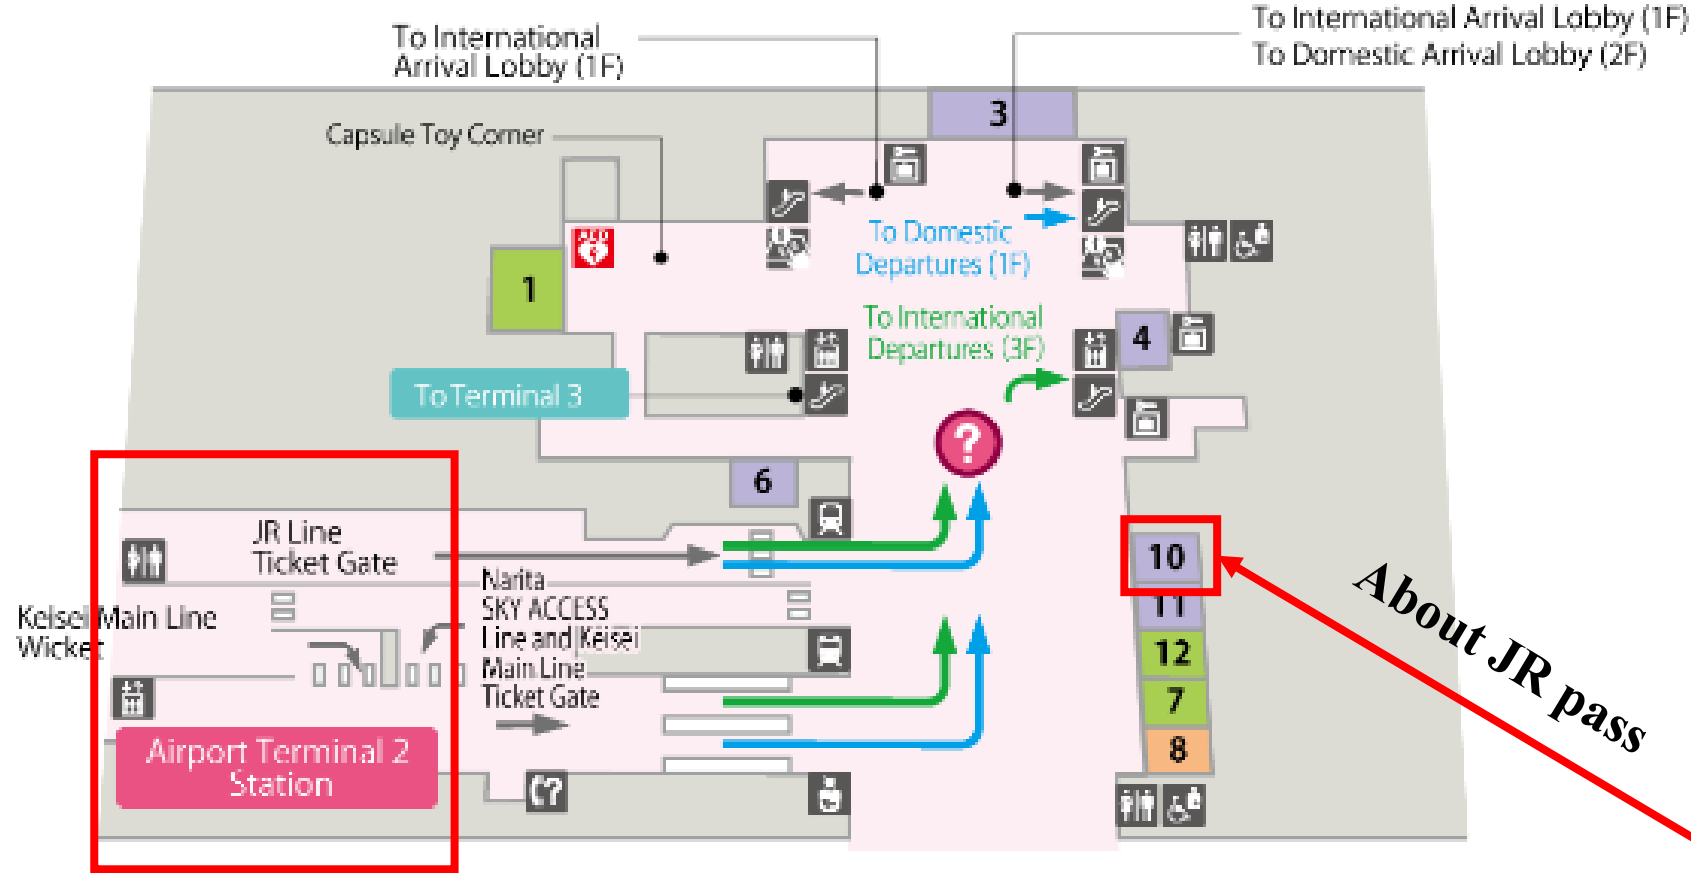 To International
Arrival Lobby (1F)
To International Arrival Lobby (1F)
To Domestic Arrival Lobby (2F)
3
Capsule Toy Corner
AED
To Domestic
Departures (1F)
1
To International
Departures (3F)
4
To Terminal 3
?
6
JR Line
Ticket Gate
10
Narita
SKY ACCESS
Line and Keisei
Main Line
Ticket Gate
Keisei Main Line
Wicket
11
12
7
8
About JR pass
Airport Terminal 2
Station
?